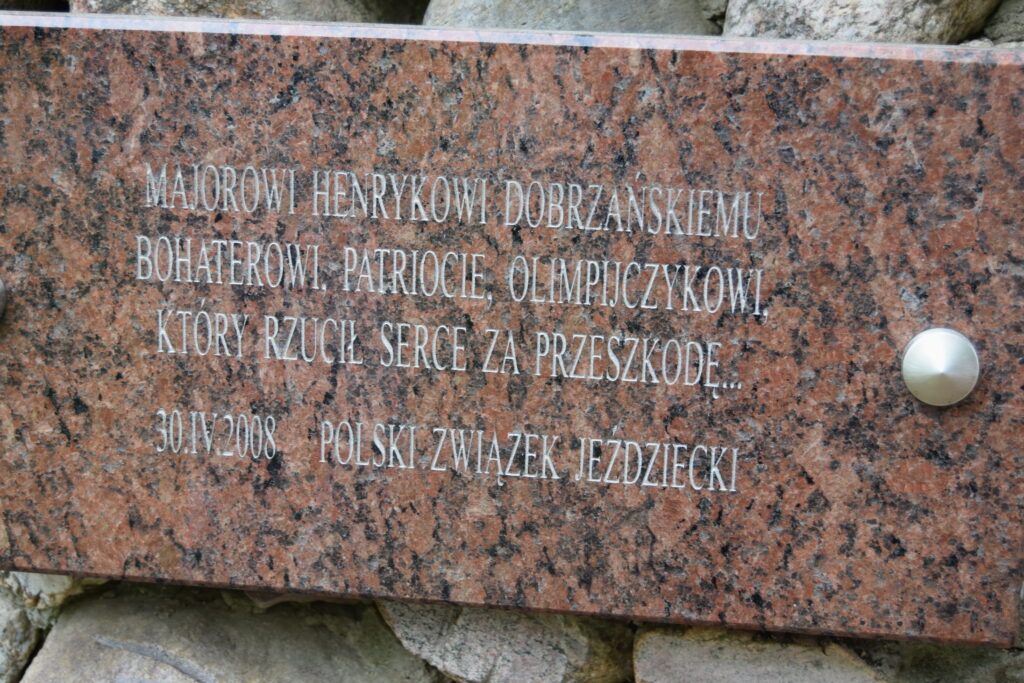 MAJOROWI HENRYKOWI DOBRZAŃSKIEMU
BOHATEROWI, PATRIOCIE, OLIMPIJCZYKOWI,
KTÓRY RZUCIŁ SERCE ZA PRZESZKODĘ...
30.IV.2008 POLSKI ZWIĄZEK JEŹDZIECKI